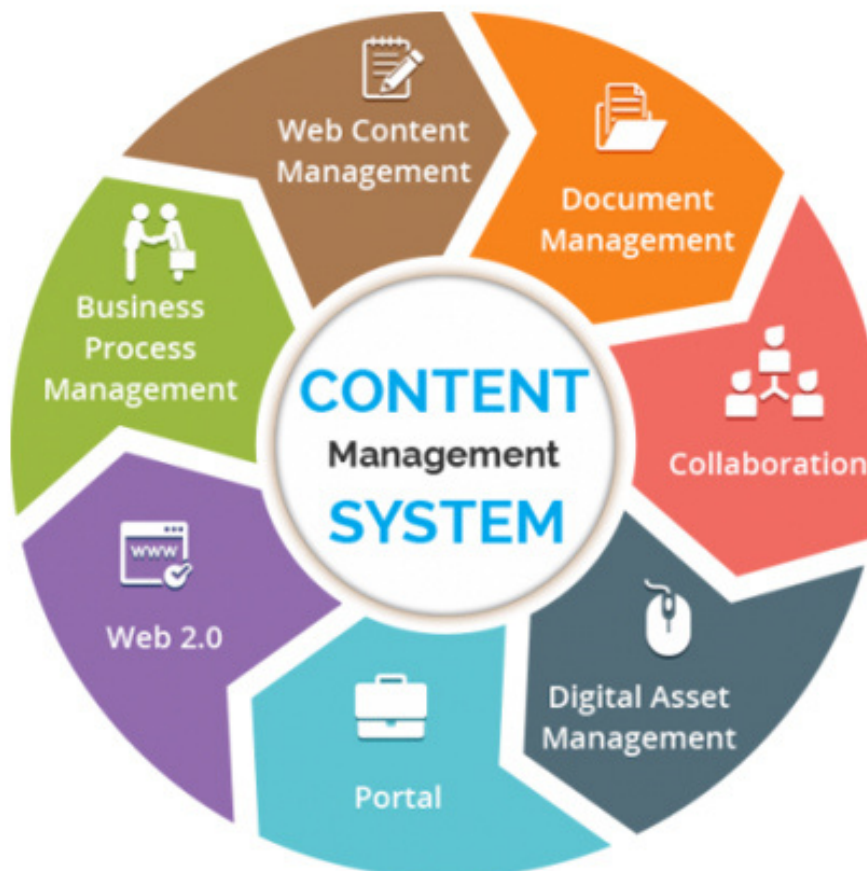 Web Content
Management
Document
Management
Collaboration
Digital Asset
Management
Portal
Web 2.0
www
Business
Process
Management
CONTENT
Management
SYSTEM